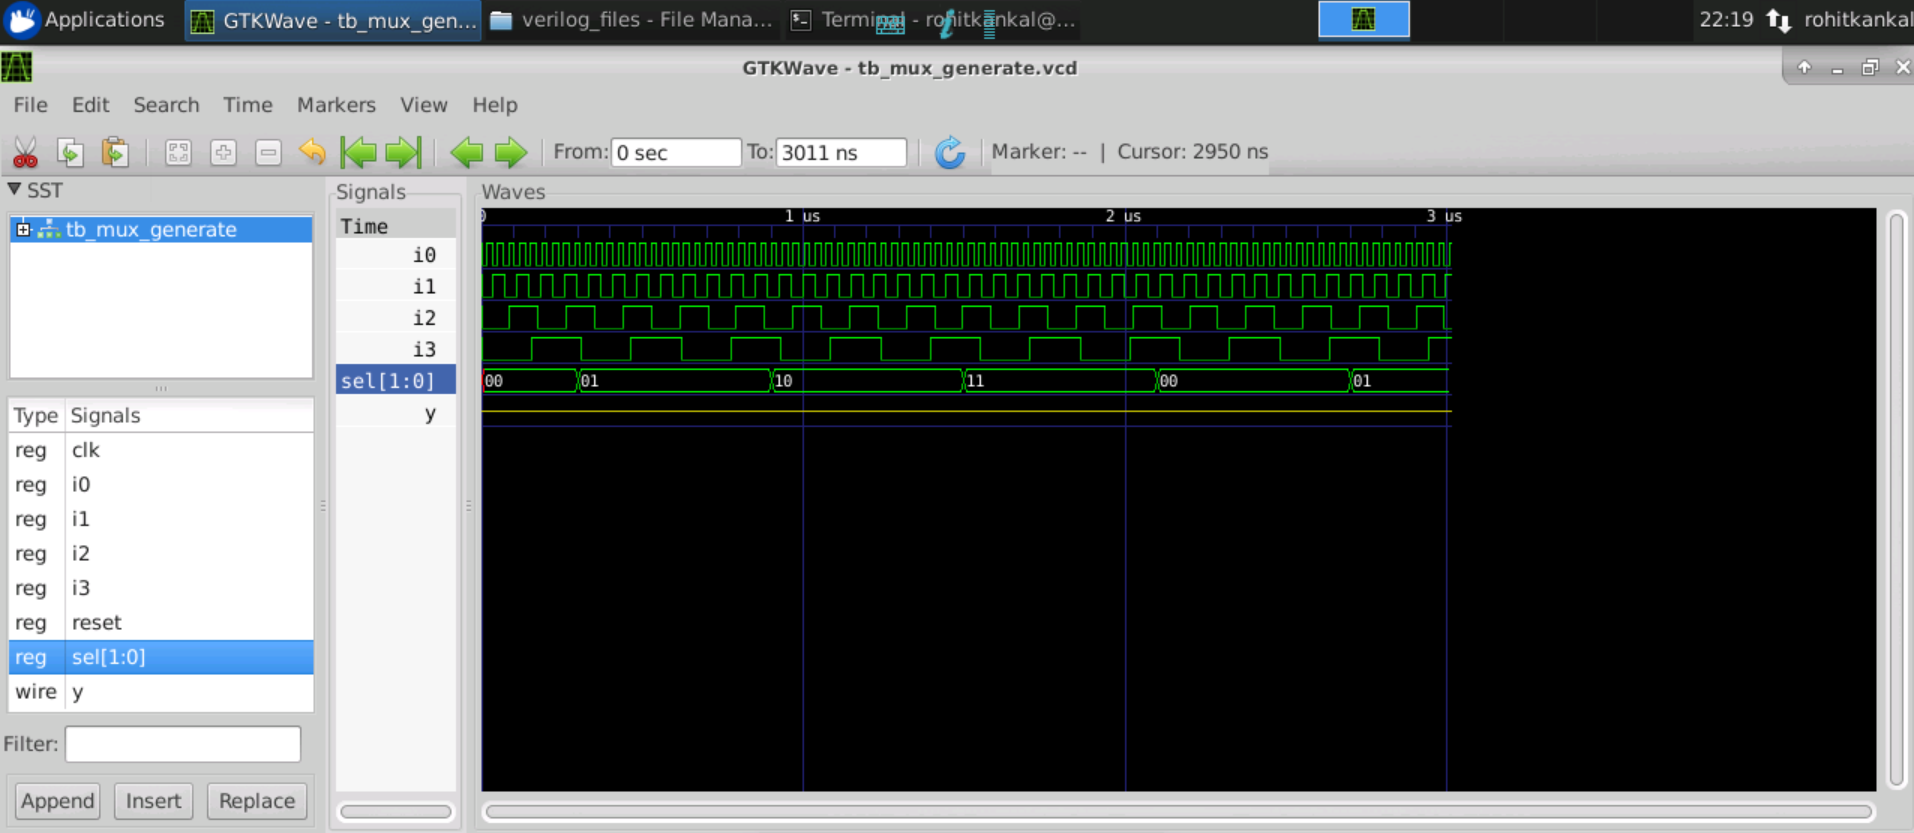 Applications
GTKWave - tb_mux_gen...
verilog_files - File Mana...
Terminal - rohitkankal@...
22:19
rohitkankal
GTKWave - tb_mux_generate.vcd
File Edit Search Time Markers View Help
From: 0 sec To: 3011 ns Marker: -- | Cursor: 2950 ns
SST
tb_mux_generate
Type Signals
reg clk
reg i0
reg i1
reg i2
reg i3
reg reset
reg sel[1:0]
wire y
Filter:
Append Insert Replace
Signals
Time
i0
i1
i2
i3
sel[1:0]
y
Waves
0 1 us 2 us 3 us
00 01 10 11 00 01